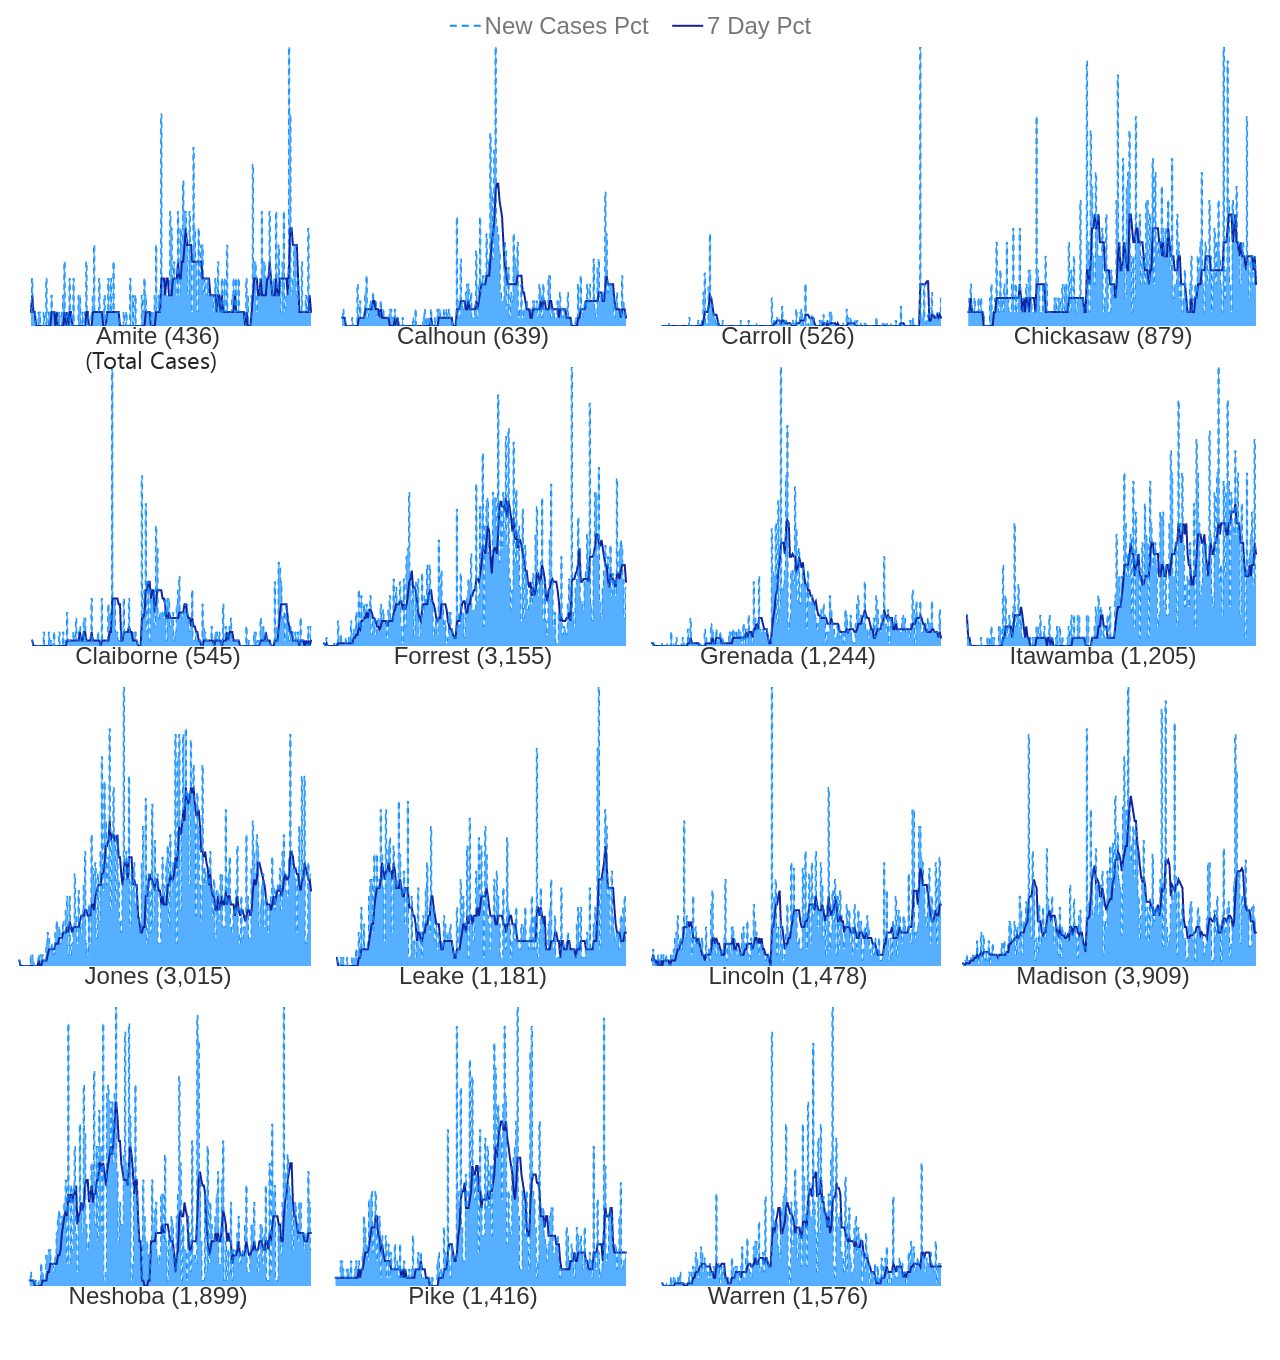 New Cases Pct 7 Day Pct
Amite (436) Calhoun (639) Carroll (526) Chickasaw (879)
(Total Cases)
Claiborne (545) Forrest (3,155) Grenada (1,244) Itawamba (1,205)
Jones (3,015) Leake (1,181) Lincoln (1,478) Madison (3,909)
Neshoba (1,899) Pike (1,416) Warren (1,576)